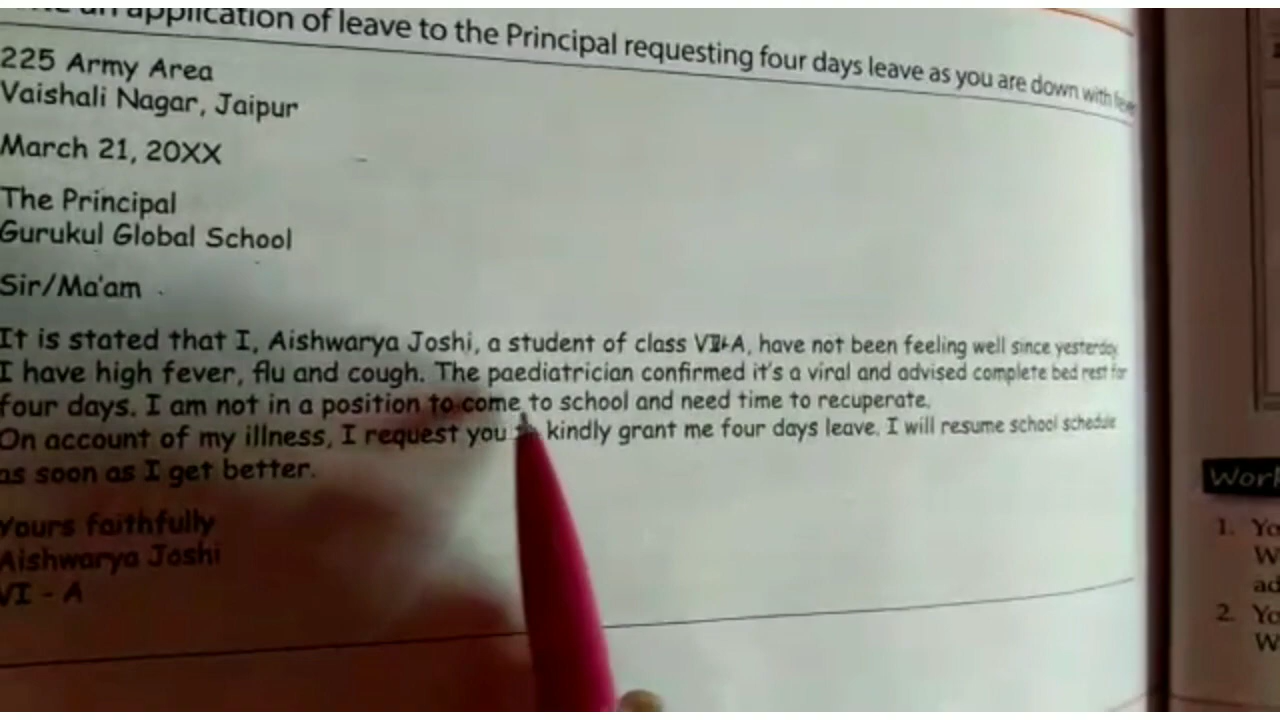 an application of leave to the Principal requesting four days leave as you are down with fever
225 Army Area
Vaishali Nagar, Jaipur
March 21, 20XX
The Principal
Gurukul Global School
Sir/Ma'am
It is stated that I, Aishwarya Joshi, a student of class A, have not been feeling well since yesterday
I have high fever, flu and cough. The paediatrician confirmed it's a viral and advised complete bed rest for
four days. I am not in a position to come to school and need time to recuperate.
On account of my illness, I request you kindly grant me four days leave. I will resume school schedule
as soon as I get better.
Yours faithfully
Aishwarya Joshi
VI - A
Work
1. Yo
W
ad
2. Yo
W